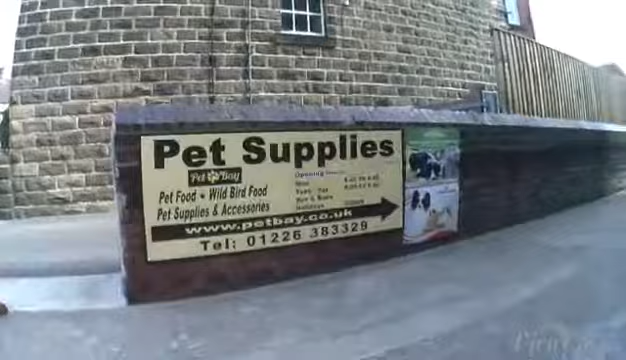 Pet Supplies
Pet Bay
Pet Food • Wild Bird Food
Pet Supplies & Accessories
Opening
www.petbay.co.uk
Tel: 01226 383329